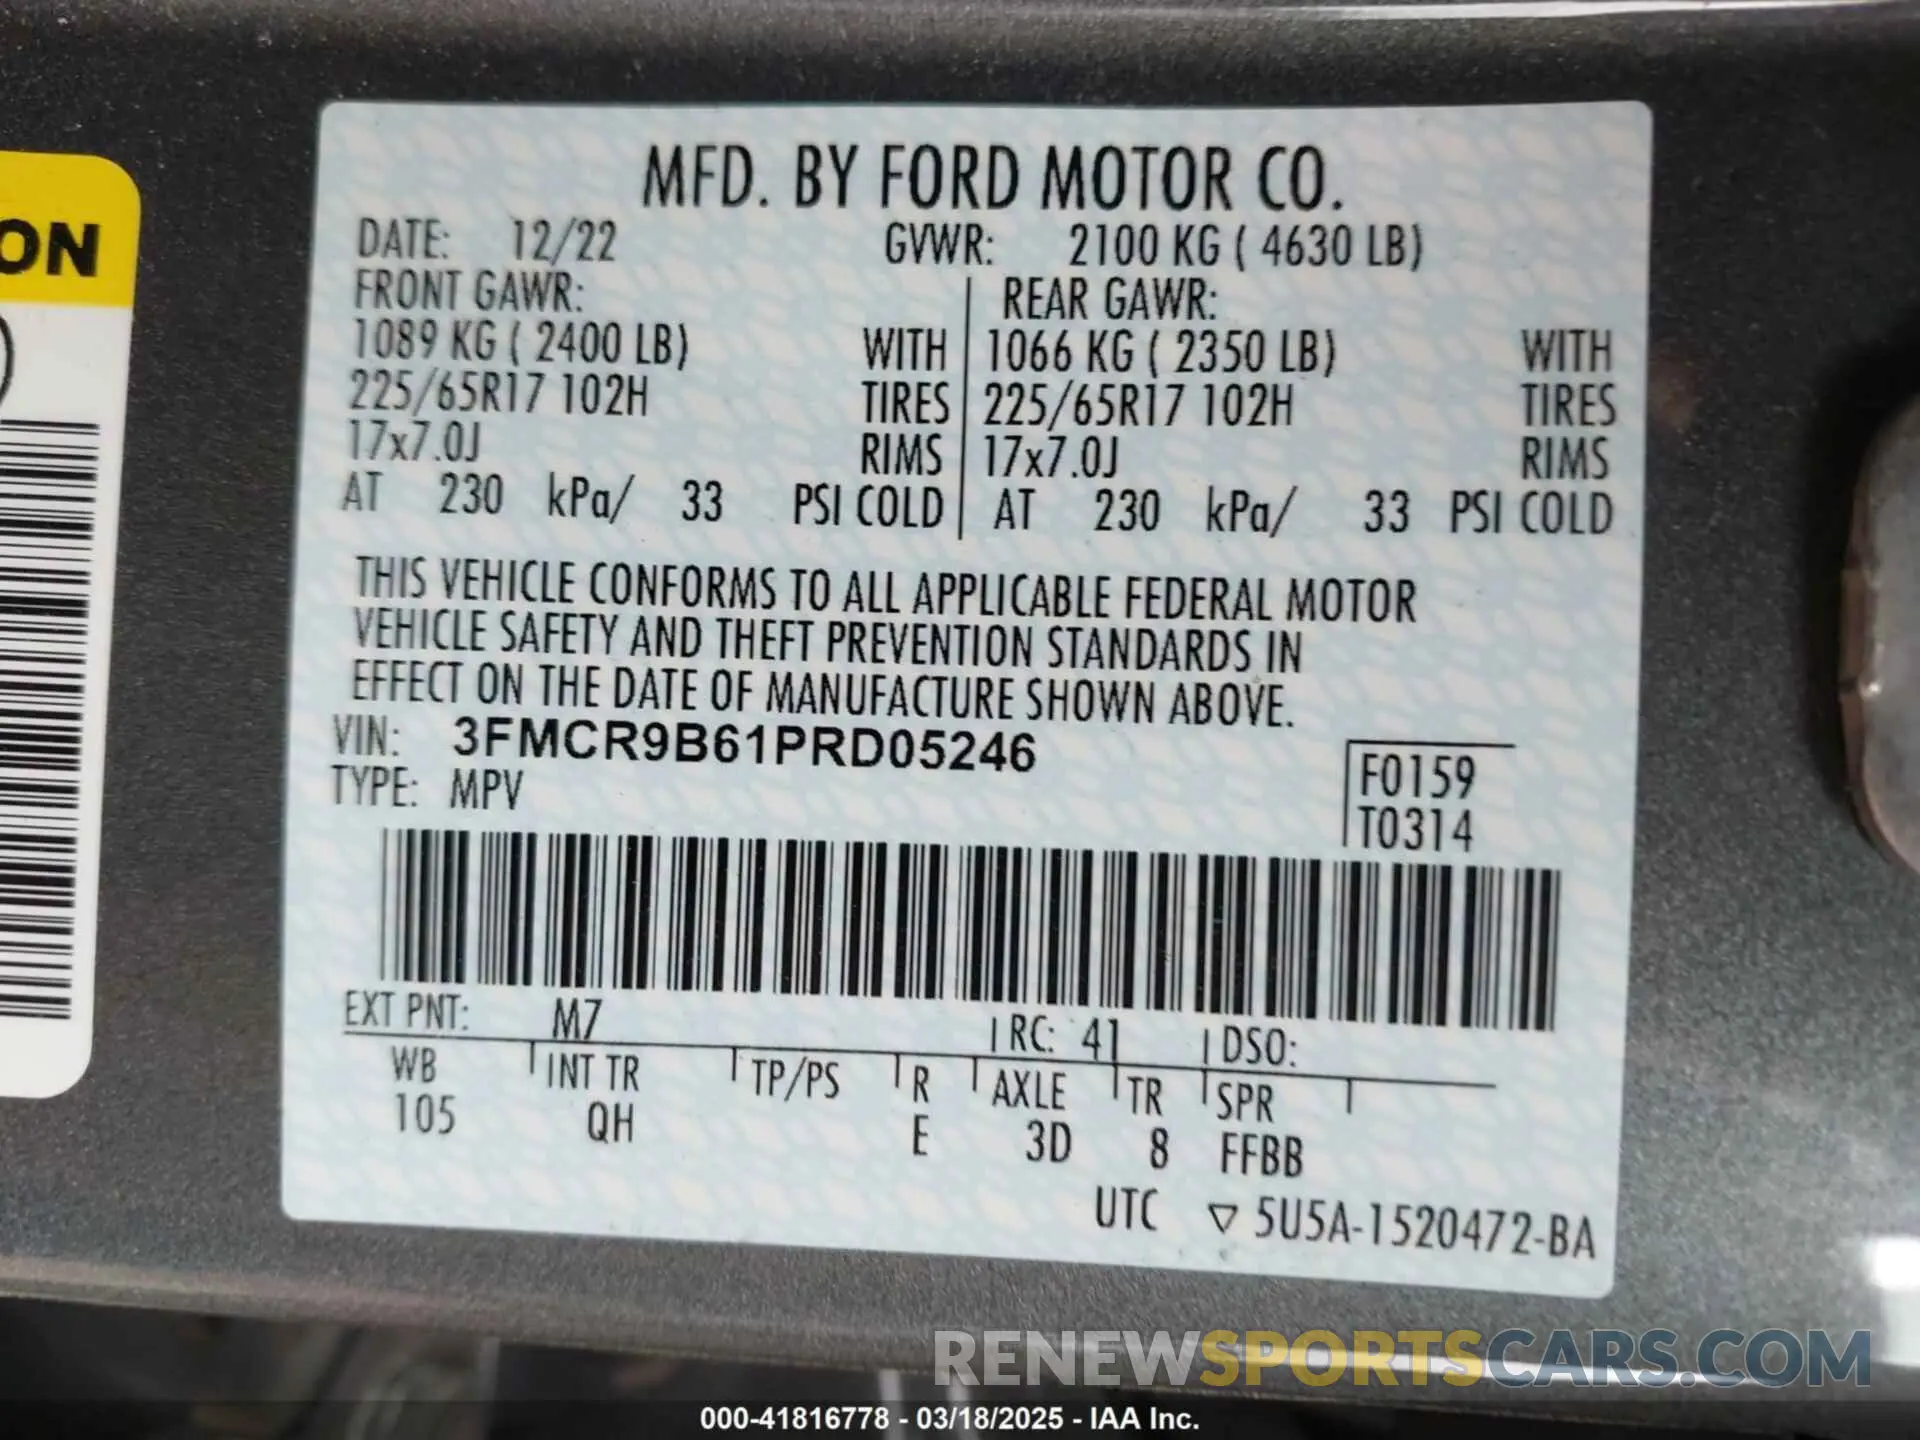 ON
MFD. BY FORD MOTOR CO.
DATE: 12/22 GVWR: 2100 KG ( 4630 LB)
FRONT GAWR: REAR GAWR:
1089 KG ( 2400 LB) WITH 1066 KG ( 2350 LB) WITH
225/65R17 102H TIRES 225/65R17 102H TIRES
17x7.0J RIMS 17x7.0J RIMS
AT 230 kPa/ 33 PSI COLD AT 230 kPa/ 33 PSI COLD
THIS VEHICLE CONFORMS TO ALL APPLICABLE FEDERAL MOTOR
VEHICLE SAFETY AND THEFT PREVENTION STANDARDS IN
EFFECT ON THE DATE OF MANUFACTURE SHOWN ABOVE.
VIN: 3FMCR9B61PRD05246
TYPE: MPV
F0159
T0314
EXT PNT: M7 RC: 41 DSO:
WB INT TR TP/PS R AXLE TR SPR
105 QH E 3D 8 FFBB
UTC ▽ 5U5A-1520472-BA
RENEWSPORTSCARS.COM
000-41816778 - 03/18/2025 - IAA Inc.